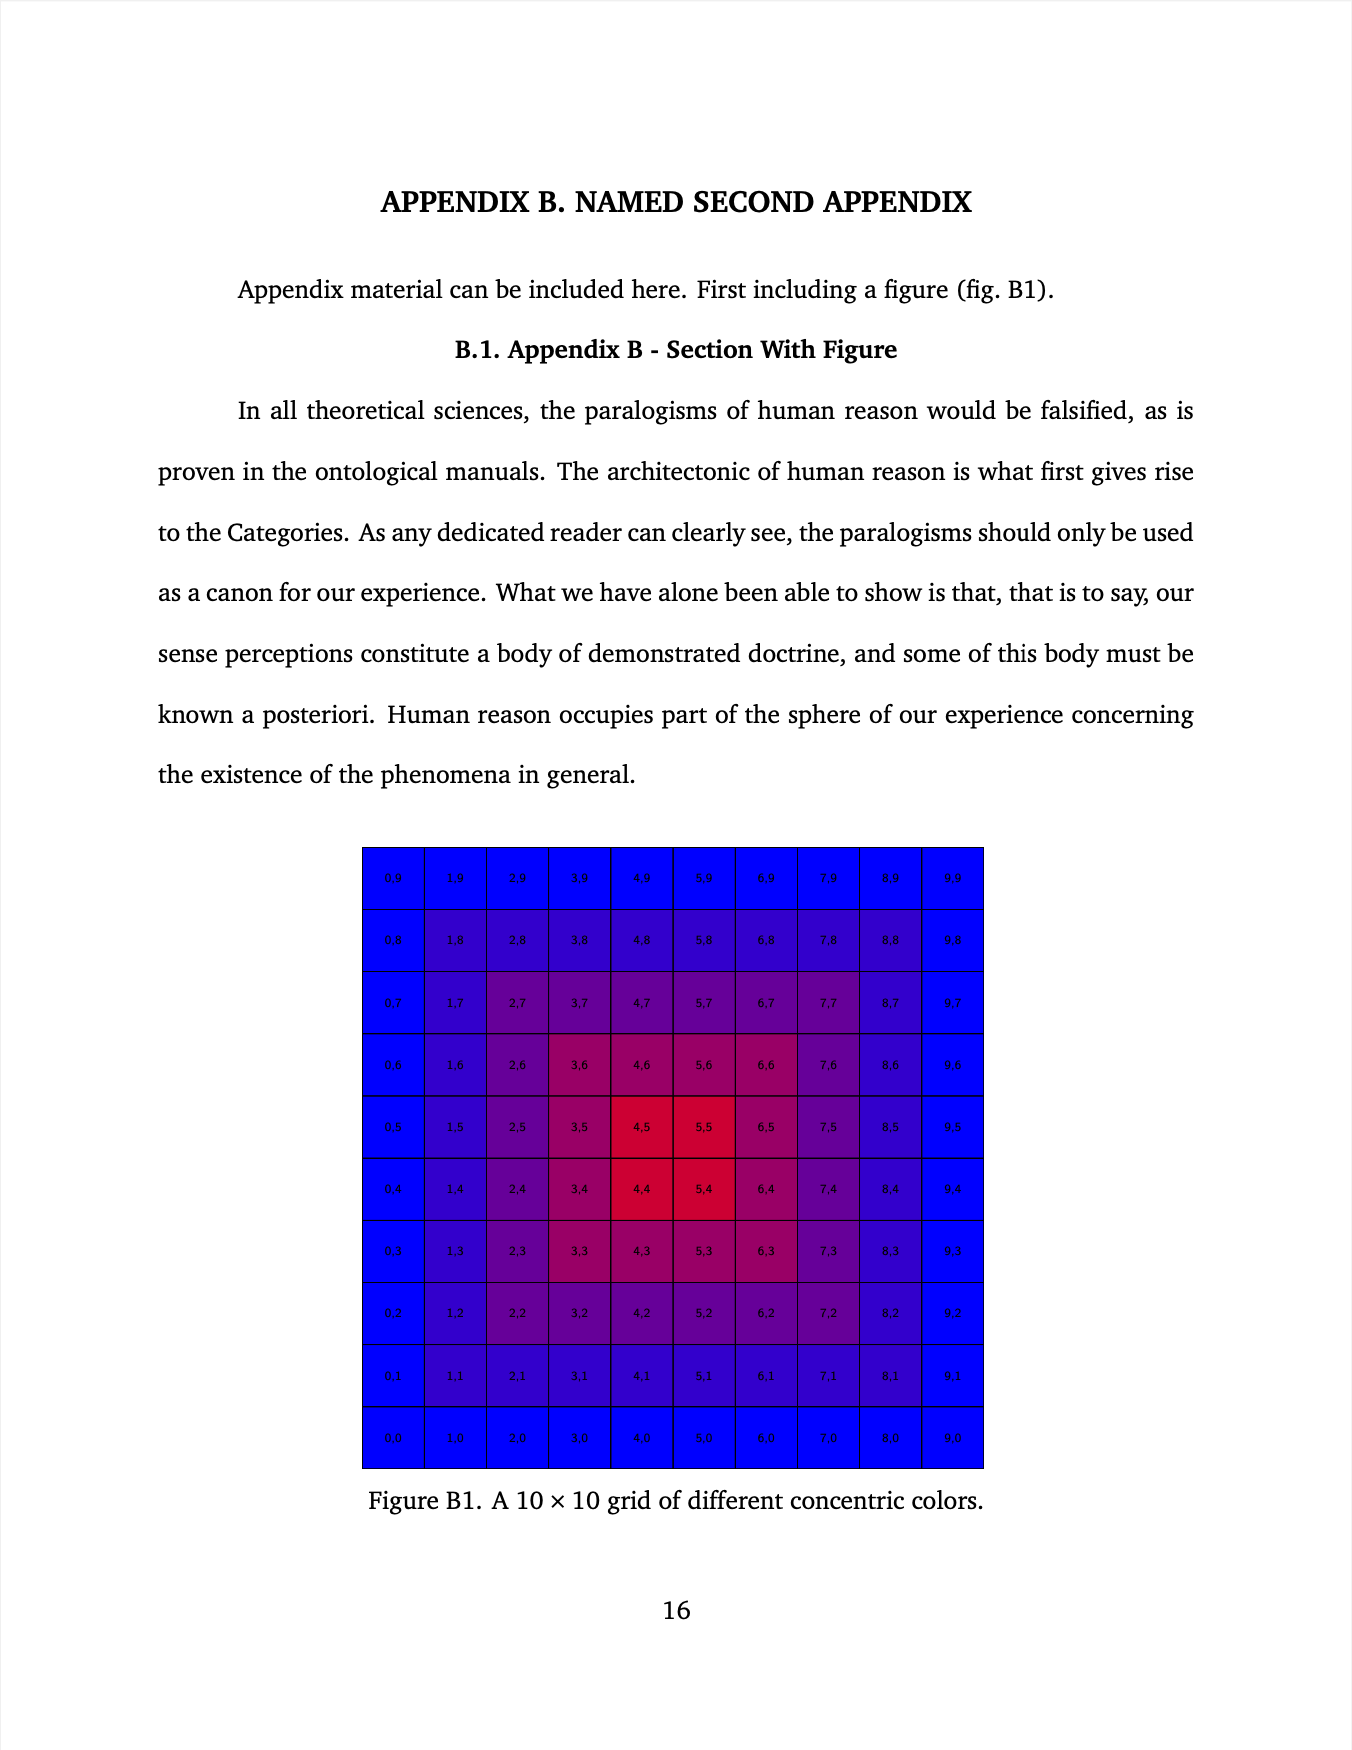 APPENDIX B. NAMED SECOND APPENDIX
Appendix material can be included here. First including a figure (fig. B1).
B.1. Appendix B - Section With Figure
In all theoretical sciences, the paralogisms of human reason would be falsified, as is
proven in the ontological manuals. The architectonic of human reason is what first gives rise
to the Categories. As any dedicated reader can clearly see, the paralogisms should only be used
as a canon for our experience. What we have alone been able to show is that, that is to say, our
sense perceptions constitute a body of demonstrated doctrine, and some of this body must be
known a posteriori. Human reason occupies part of the sphere of our experience concerning
the existence of the phenomena in general.
0,9 1,9 2,9 3,9 4,9 5,9 6,9 7,9 8,9 9,9
0,8 1,8 2,8 3,8 4,8 5,8 6,8 7,8 8,8 9,8
0,7 1,7 2,7 3,7 4,7 5,7 6,7 7,7 8,7 9,7
0,6 1,6 2,6 3,6 4,6 5,6 6,6 7,6 8,6 9,6
0,5 1,5 2,5 3,5 4,5 5,5 6,5 7,5 8,5 9,5
0,4 1,4 2,4 3,4 4,4 5,4 6,4 7,4 8,4 9,4
0,3 1,3 2,3 3,3 4,3 5,3 6,3 7,3 8,3 9,3
0,2 1,2 2,2 3,2 4,2 5,2 6,2 7,2 8,2 9,2
0,1 1,1 2,1 3,1 4,1 5,1 6,1 7,1 8,1 9,1
0,0 1,0 2,0 3,0 4,0 5,0 6,0 7,0 8,0 9,0
Figure B1. A 10 × 10 grid of different concentric colors.
16